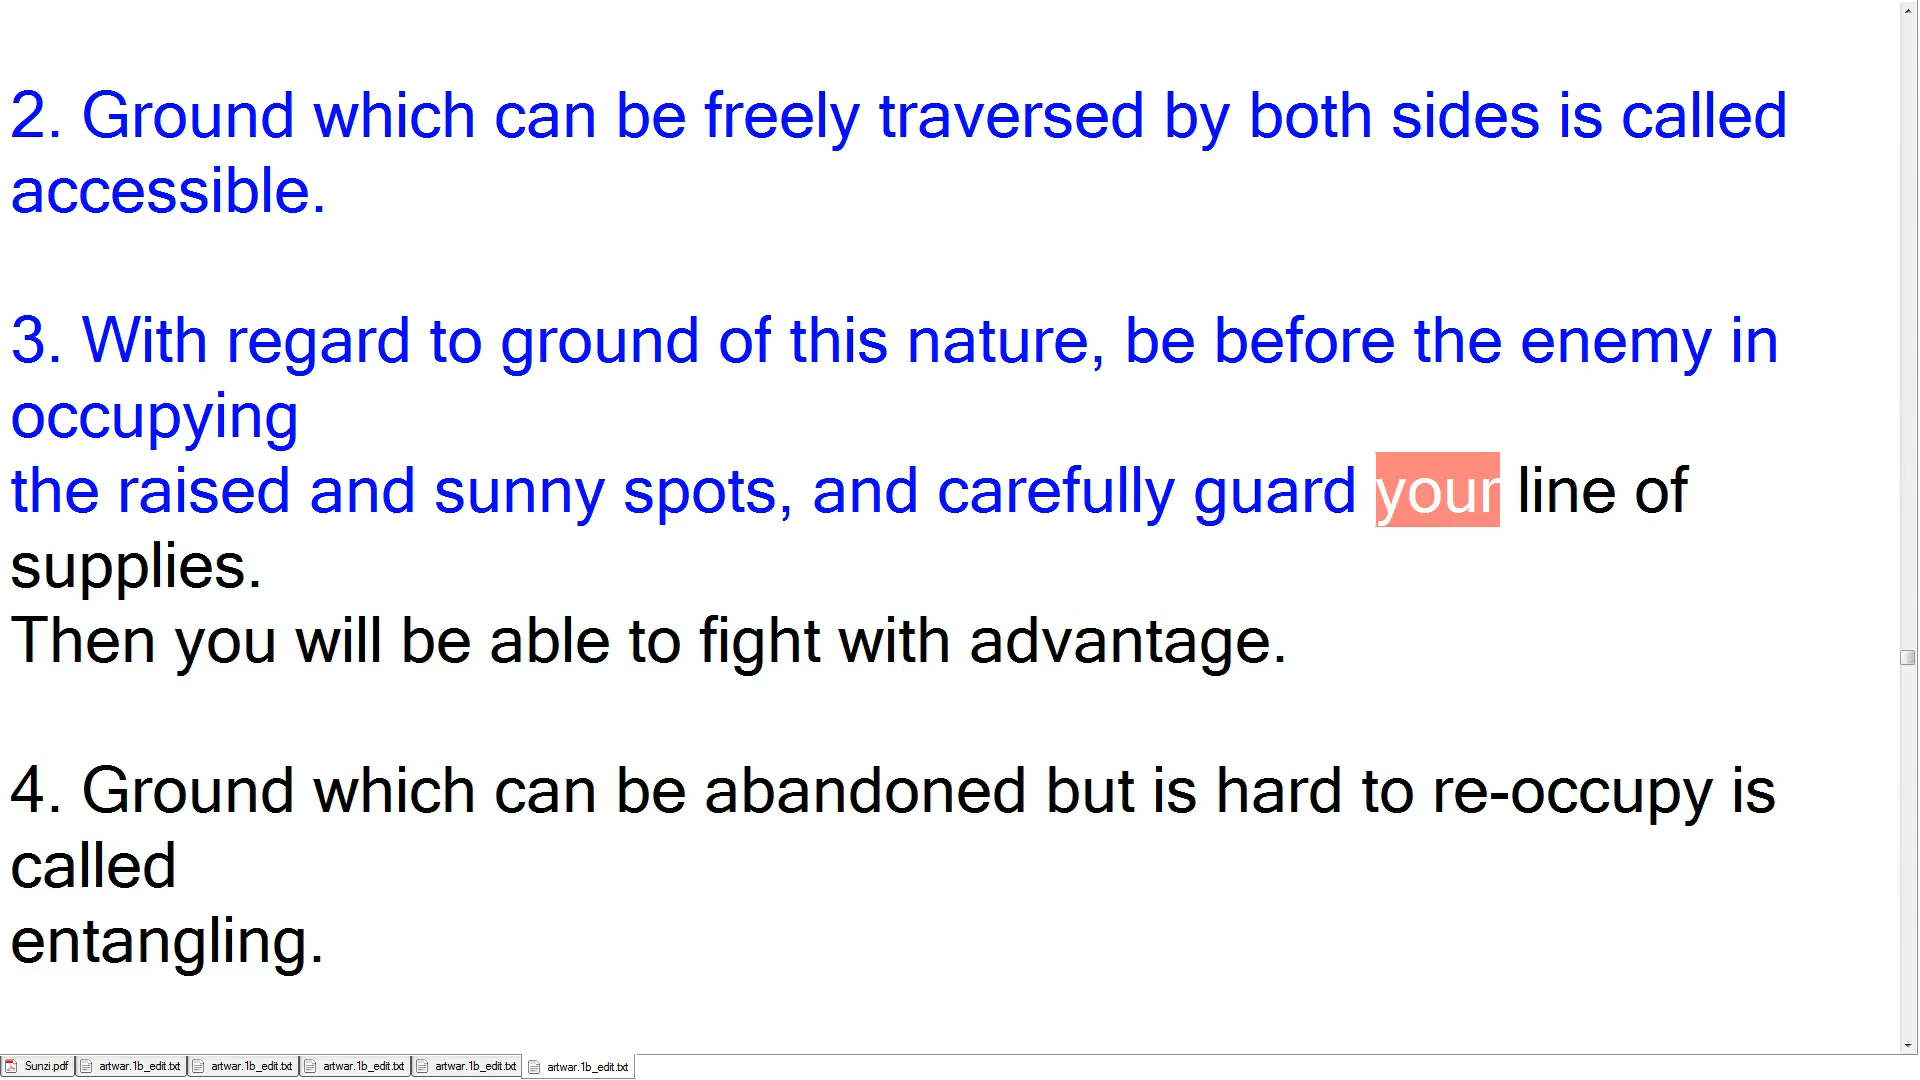 2. Ground which can be freely traversed by both sides is called
accessible.
3. With regard to ground of this nature, be before the enemy in
occupying
the raised and sunny spots, and carefully guard your line of
supplies.
Then you will be able to fight with advantage.
4. Ground which can be abandoned but is hard to re-occupy is
called
entangling.
Sunzi.pdf artwar.1b_edit.txt artwar.1b_edit.txt artwar.1b_edit.txt artwar.1b_edit.txt artwar.1b_edit.txt